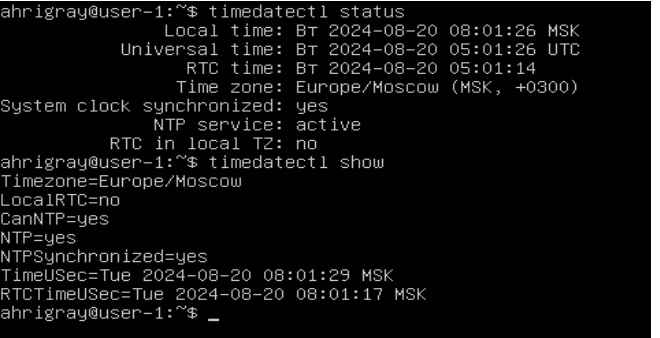 ahrigray@user-1:~$ timedatectl status
Local time: Вт 2024-08-20 08:01:26 MSK
Universal time: Вт 2024-08-20 05:01:26 UTC
RTC time: Вт 2024-08-20 05:01:14
Time zone: Europe/Moscow (MSK, +0300)
System clock synchronized: yes
NTP service: active
RTC in local TZ: no
ahrigray@user-1:~$ timedatectl show
Timezone=Europe/Moscow
LocalRTC=no
CanNTP=yes
NTP=yes
NTPSynchronized=yes
TimeUSec=Tue 2024-08-20 08:01:29 MSK
RTCTimeUSec=Tue 2024-08-20 08:01:17 MSK
ahrigray@user-1:~$ _